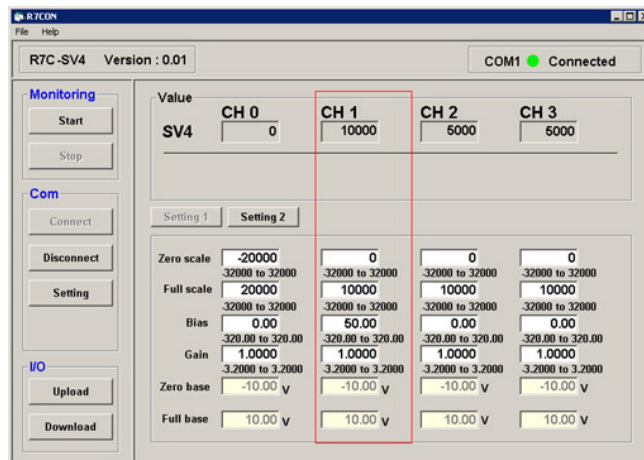 R7CON
File Help
R7C-SV4 Version : 0.01
COM1 Connected
Monitoring
Start
Stop
Com
Connect
Disconnect
Setting
I/O
Upload
Download
Value
CH 0 CH 1 CH 2 CH 3
SV4 0 10000 5000 5000
Setting 1 Setting 2
Zero scale -20000 0 0 0
-32000 to 32000 -32000 to 32000 -32000 to 32000 -32000 to 32000
Full scale 20000 10000 10000 10000
-32000 to 32000 -32000 to 32000 -32000 to 32000 -32000 to 32000
Bias 0.00 50.00 0.00 0.00
-320.00 to 320.00 -320.00 to 320.00 -320.00 to 320.00 -320.00 to 320.00
Gain 1.0000 1.0000 1.0000 1.0000
-3.2000 to 3.2000 -3.2000 to 3.2000 -3.2000 to 3.2000 -3.2000 to 3.2000
Zero base -10.00 V -10.00 V -10.00 V -10.00 V
Full base 10.00 V 10.00 V 10.00 V 10.00 V